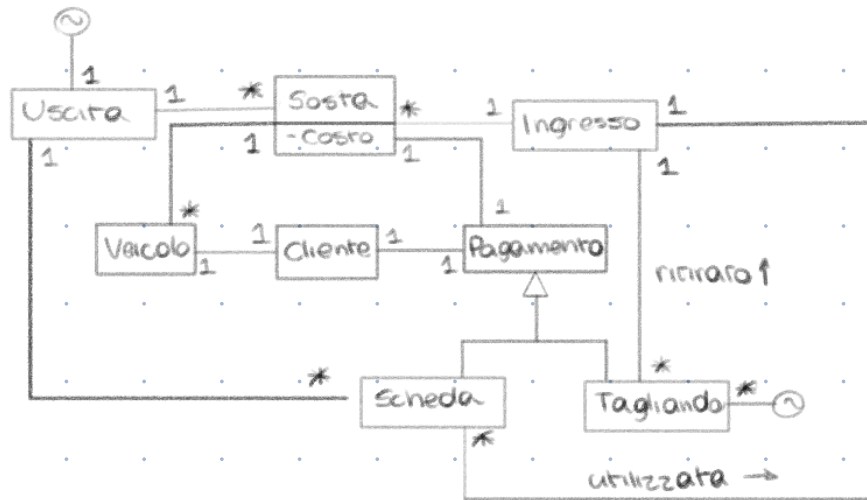 ~
1
Uscita 1 * Sosta * 1 Ingresso 1
1 1 -Costo 1 1
* 1
Veicolo 1 1 Cliente 1 1 Pagamento
ritirato ↑
* Scheda * Tagliando * ~
*
utilizzata →